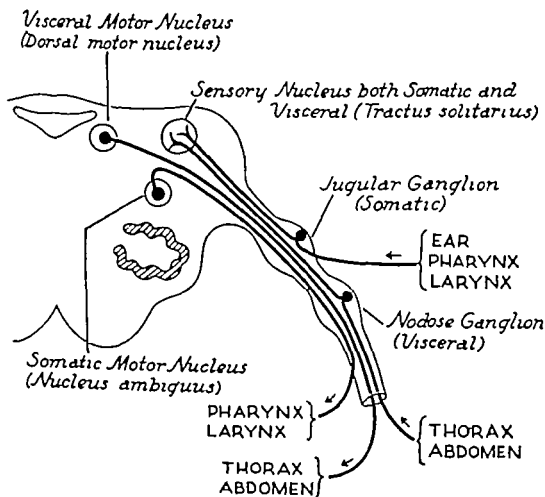 Visceral Motor Nucleus
(Dorsal motor nucleus)
Sensory Nucleus both Somatic and
Visceral (Tractus solitarius)
Jugular Ganglion
(Somatic)
EAR
PHARYNX
LARYNX
Nodose Ganglion
(Visceral)
Somatic Motor Nucleus
(Nucleus ambiguus)
PHARYNX
LARYNX
THORAX
ABDOMEN
THORAX
ABDOMEN